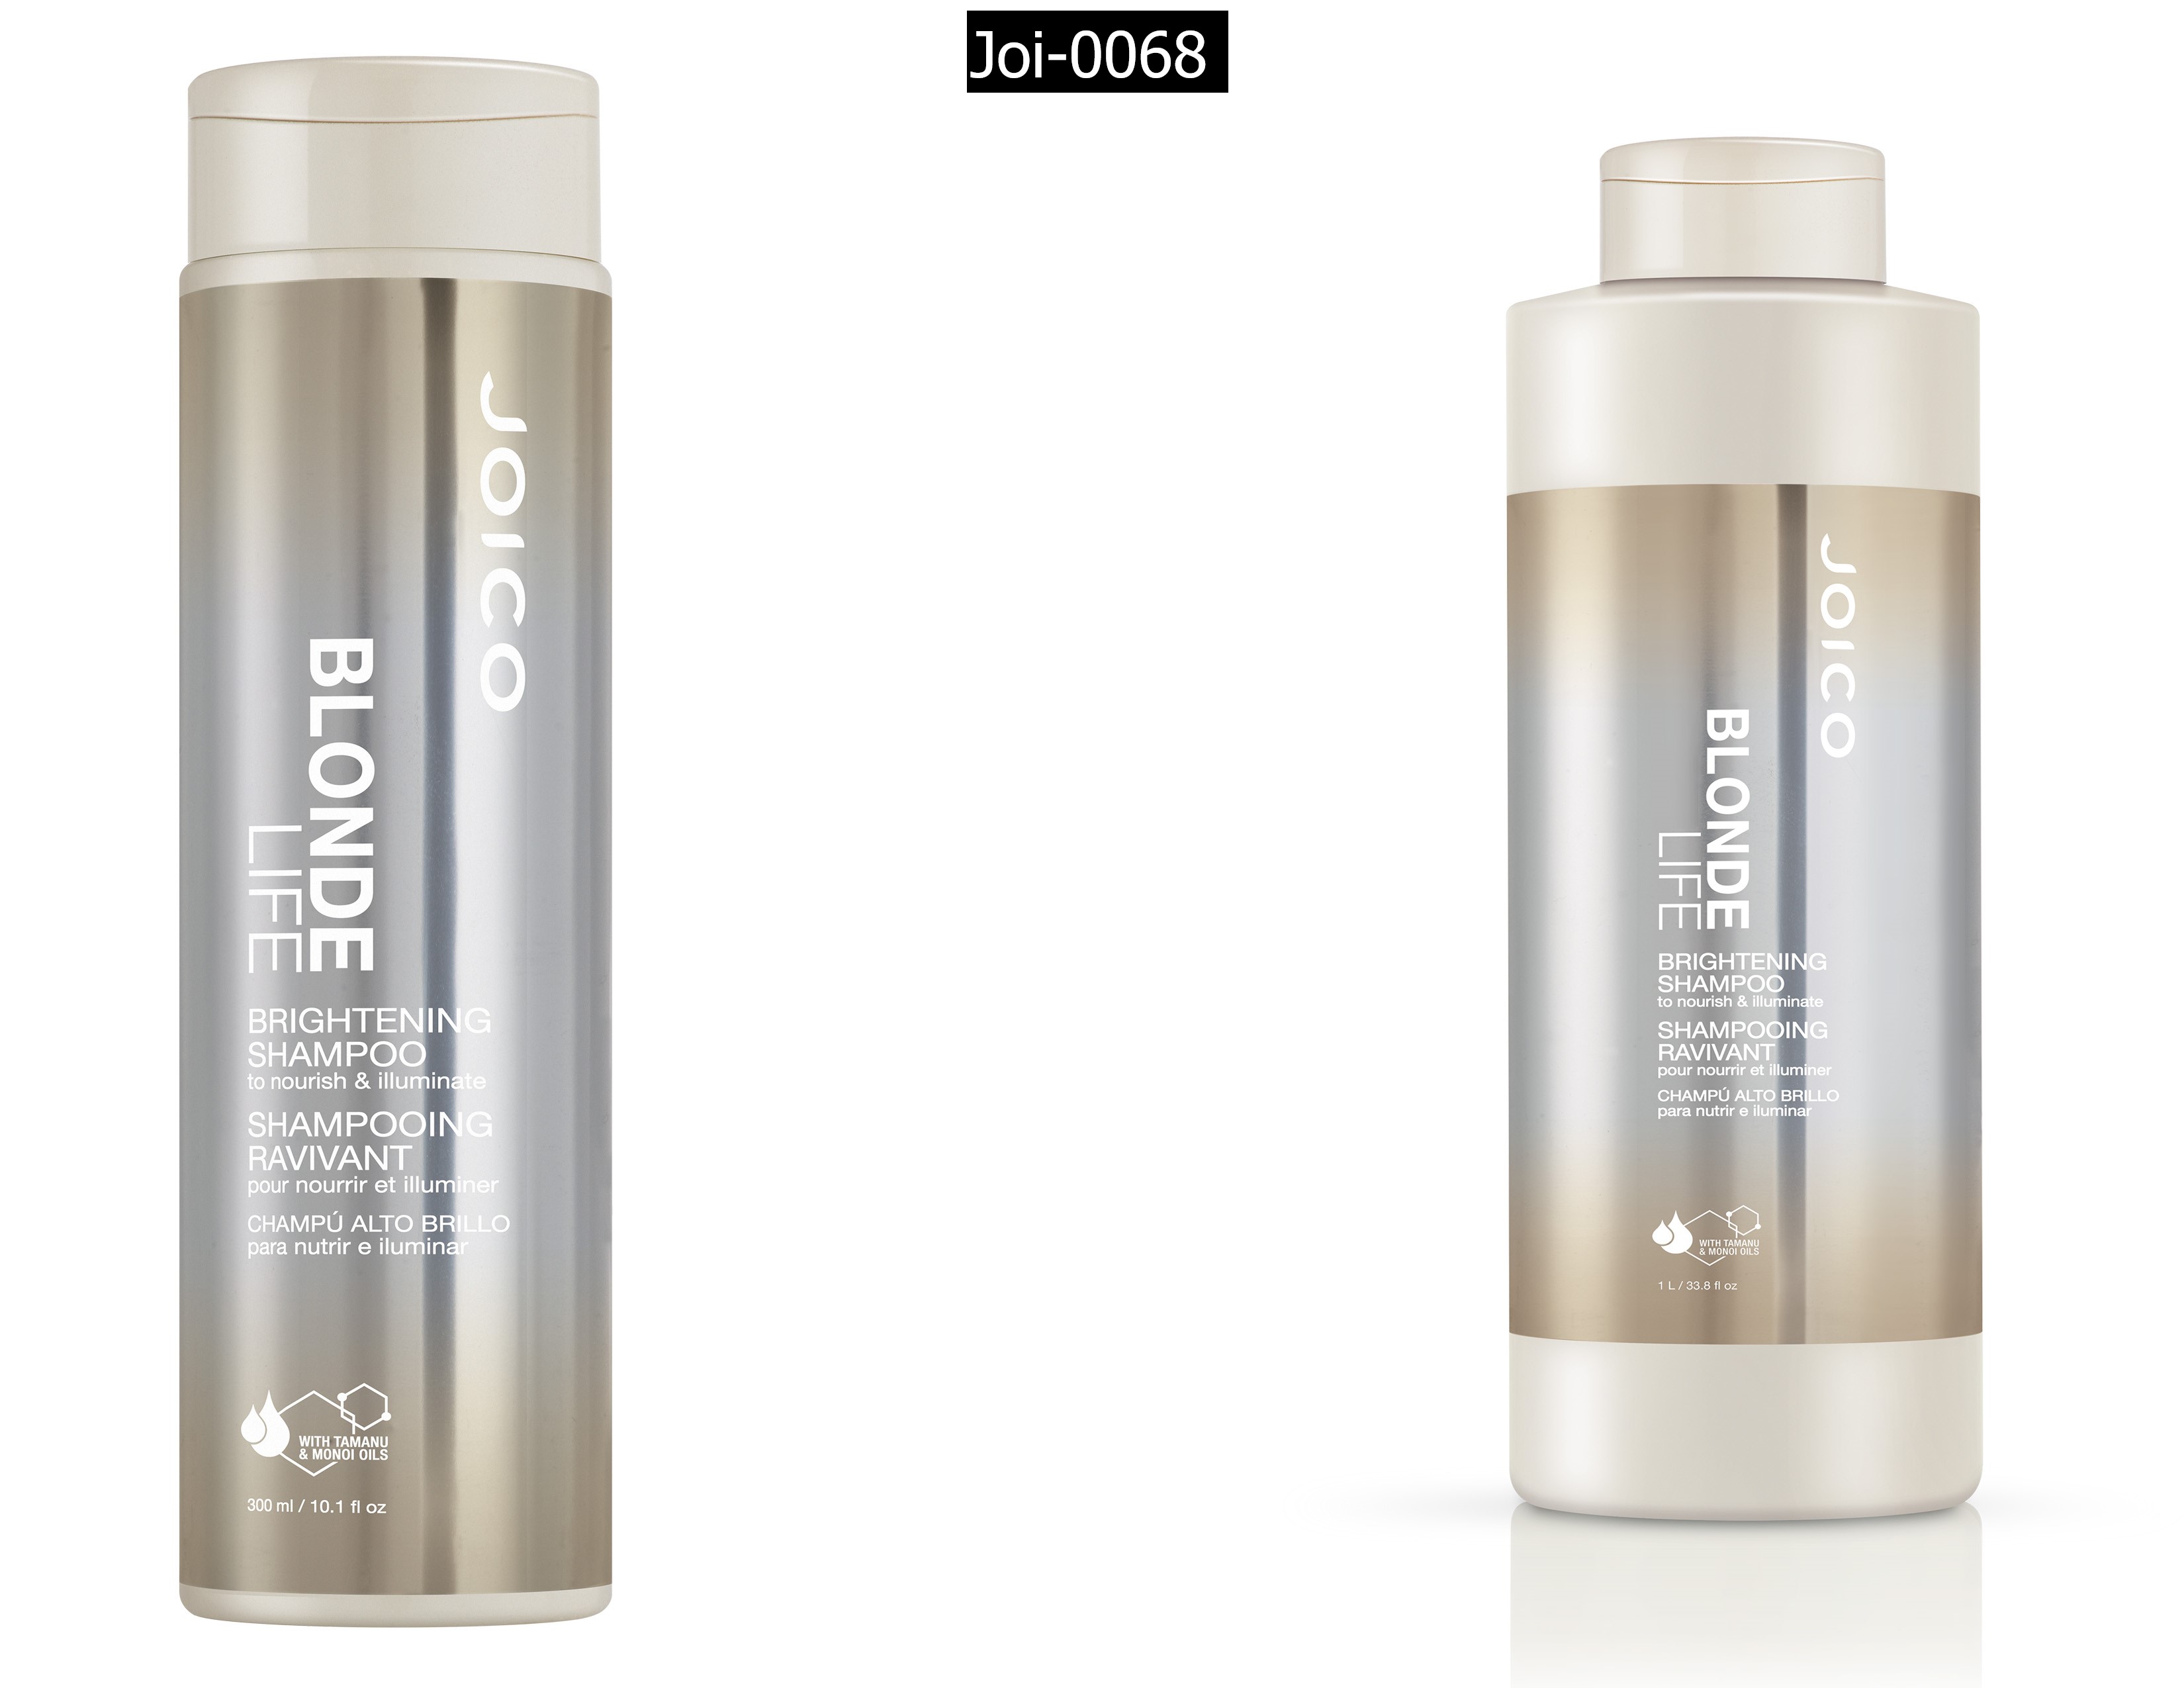 Joi-0068
JOICO
BLONDE
LIFE
BRIGHTENING
SHAMPOO
to nourish & illuminate
SHAMPOOING
RAVIVANT
pour nourrir et illuminer
CHAMPÚ ALTO BRILLO
para nutrir e iluminar
WITH TAMANU
& MONOI OILS
300 ml / 10.1 fl oz
JOICO
BLONDE
LIFE
BRIGHTENING
SHAMPOO
to nourish & illuminate
SHAMPOOING
RAVIVANT
pour nourrir et illuminer
CHAMPÚ ALTO BRILLO
para nutrir e iluminar
WITH TAMANU
& MONOI OILS
1 L / 33.8 fl oz